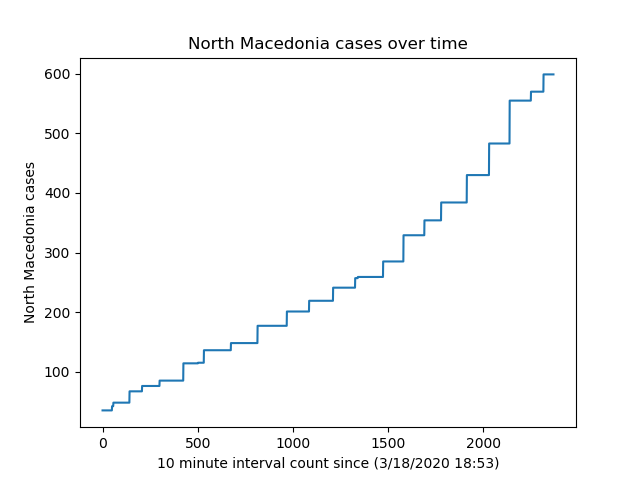 North Macedonia cases over time
600
500
400
300
200
100
North Macedonia cases
0 500 1000 1500 2000
10 minute interval count since (3/18/2020 18:53)